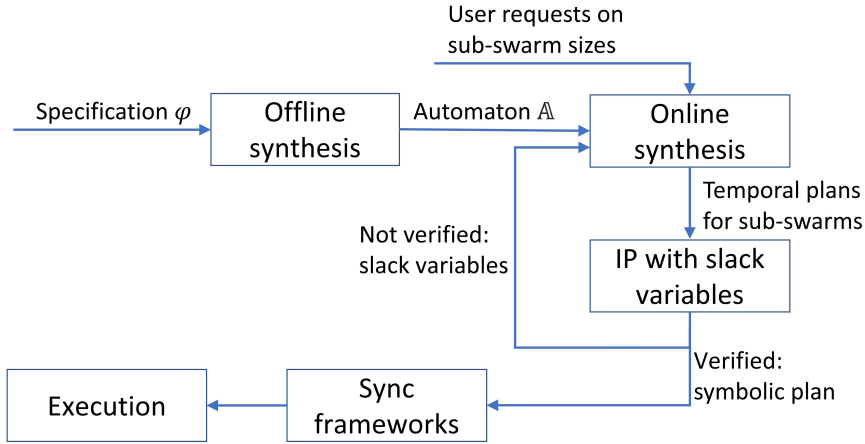 User requests on
sub-swarm sizes
Specification φ
Offline
synthesis
Automaton 𝔸
Online
synthesis
Temporal plans
for sub-swarms
Not verified:
slack variables
IP with slack
variables
Verified:
symbolic plan
Sync
frameworks
Execution